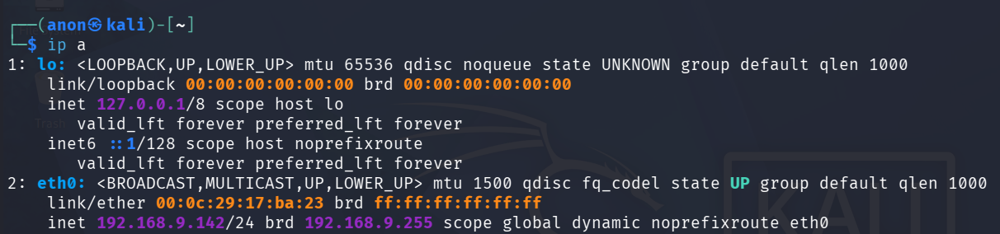 ┌──(anon㉿kali)-[~]
└─$ ip a
1: lo: <LOOPBACK,UP,LOWER_UP> mtu 65536 qdisc noqueue state UNKNOWN group default qlen 1000
    link/loopback 00:00:00:00:00:00 brd 00:00:00:00:00:00
    inet 127.0.0.1/8 scope host lo
       valid_lft forever preferred_lft forever
    inet6 ::1/128 scope host noprefixroute
       valid_lft forever preferred_lft forever
2: eth0: <BROADCAST,MULTICAST,UP,LOWER_UP> mtu 1500 qdisc fq_codel state UP group default qlen 1000
    link/ether 00:0c:29:17:ba:23 brd ff:ff:ff:ff:ff:ff
    inet 192.168.9.142/24 brd 192.168.9.255 scope global dynamic noprefixroute eth0
Trash
KALI